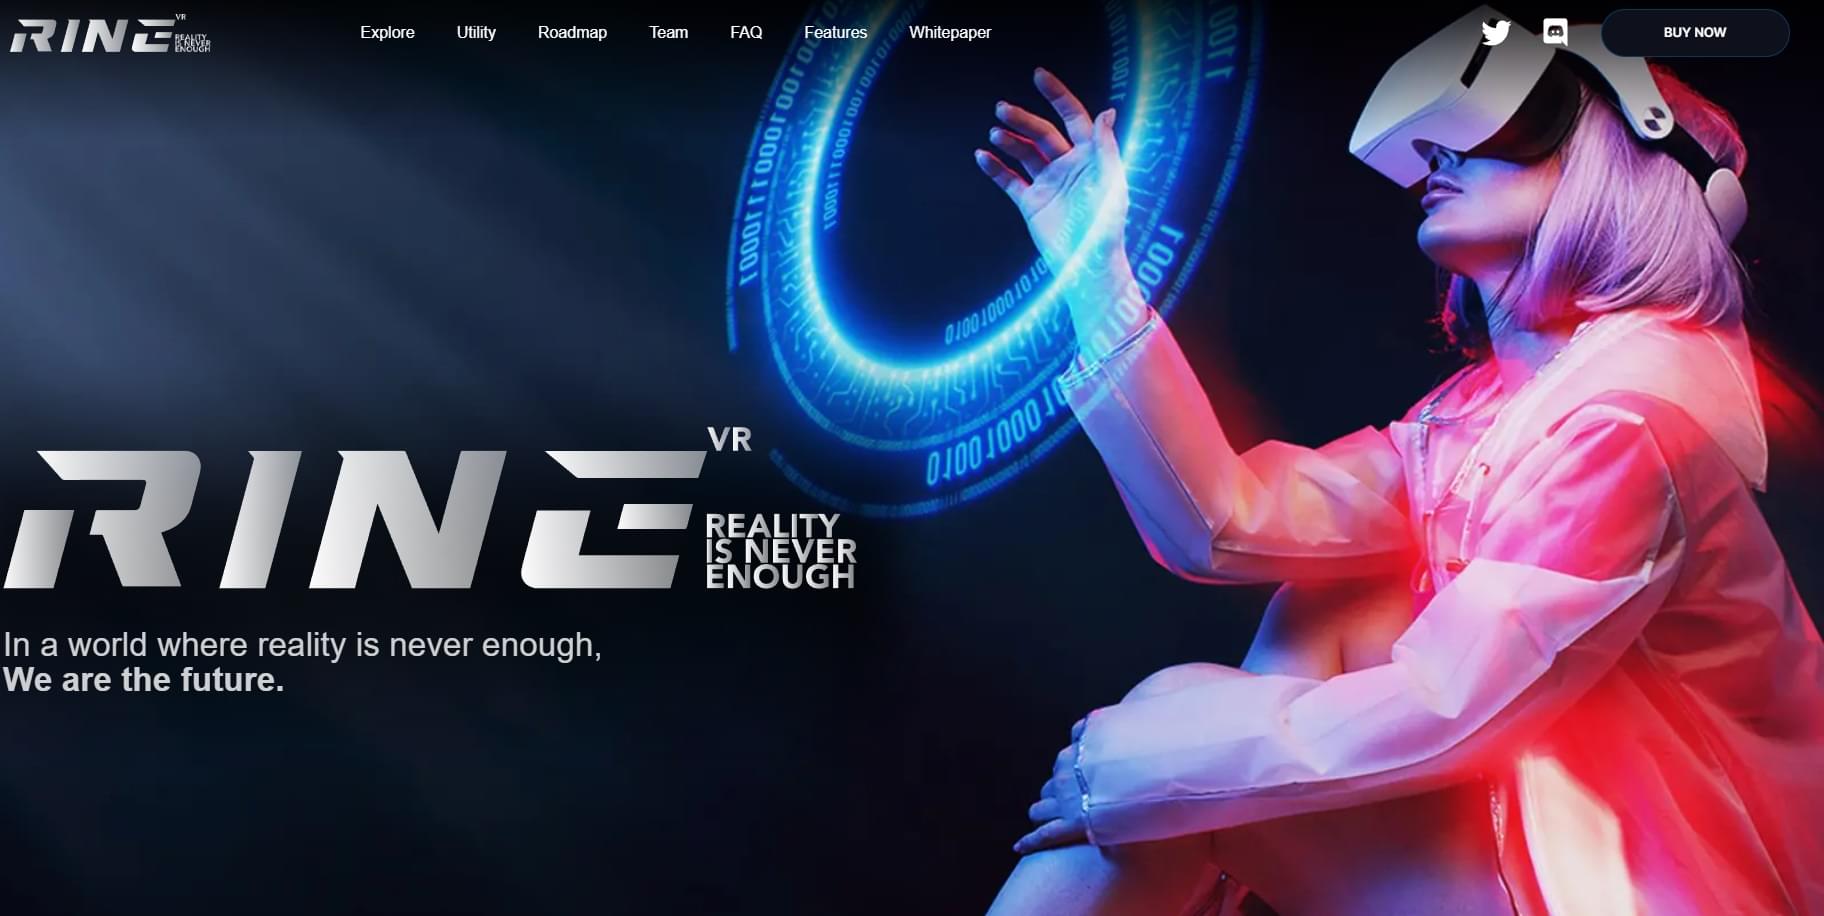 RINE VR
REALITY
IS NEVER
ENOUGH
Explore Utility Roadmap Team FAQ Features Whitepaper BUY NOW
RINE VR
REALITY
IS NEVER
ENOUGH
In a world where reality is never enough,
We are the future.